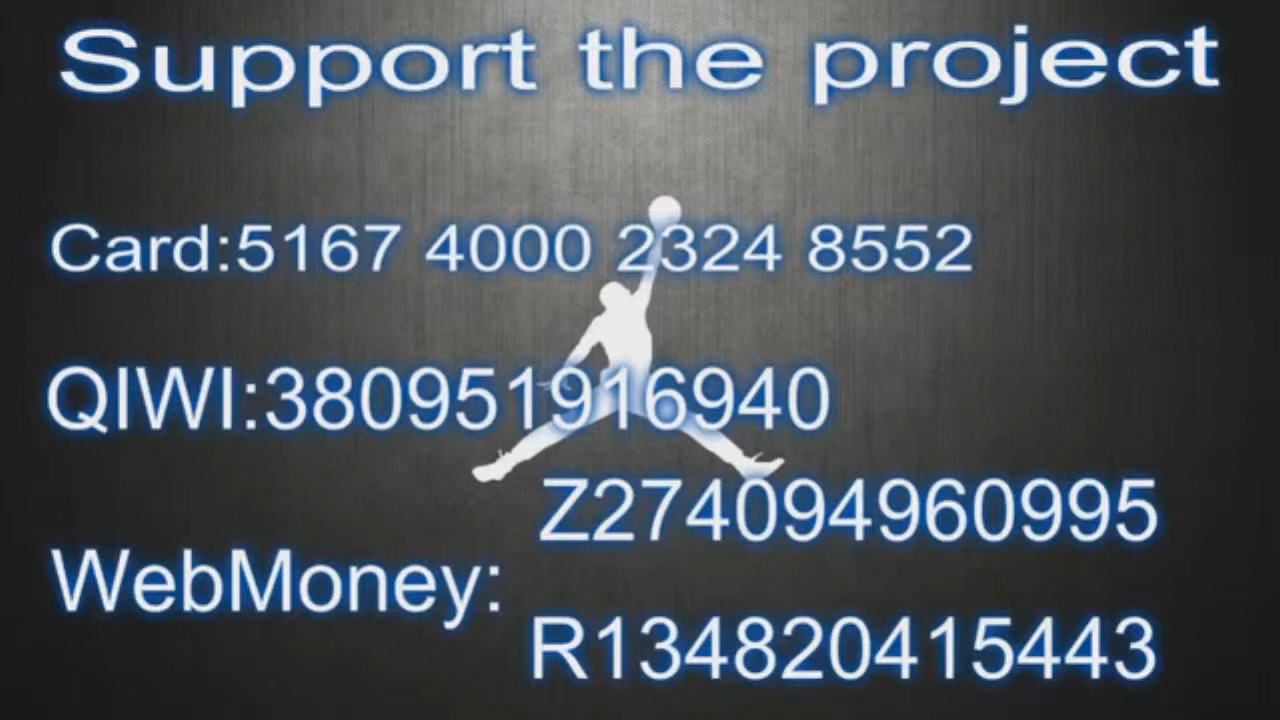 Support the project
Card:5167 4000 2324 8552
QIWI:380951916940
Z274094960995
WebMoney:
R134820415443